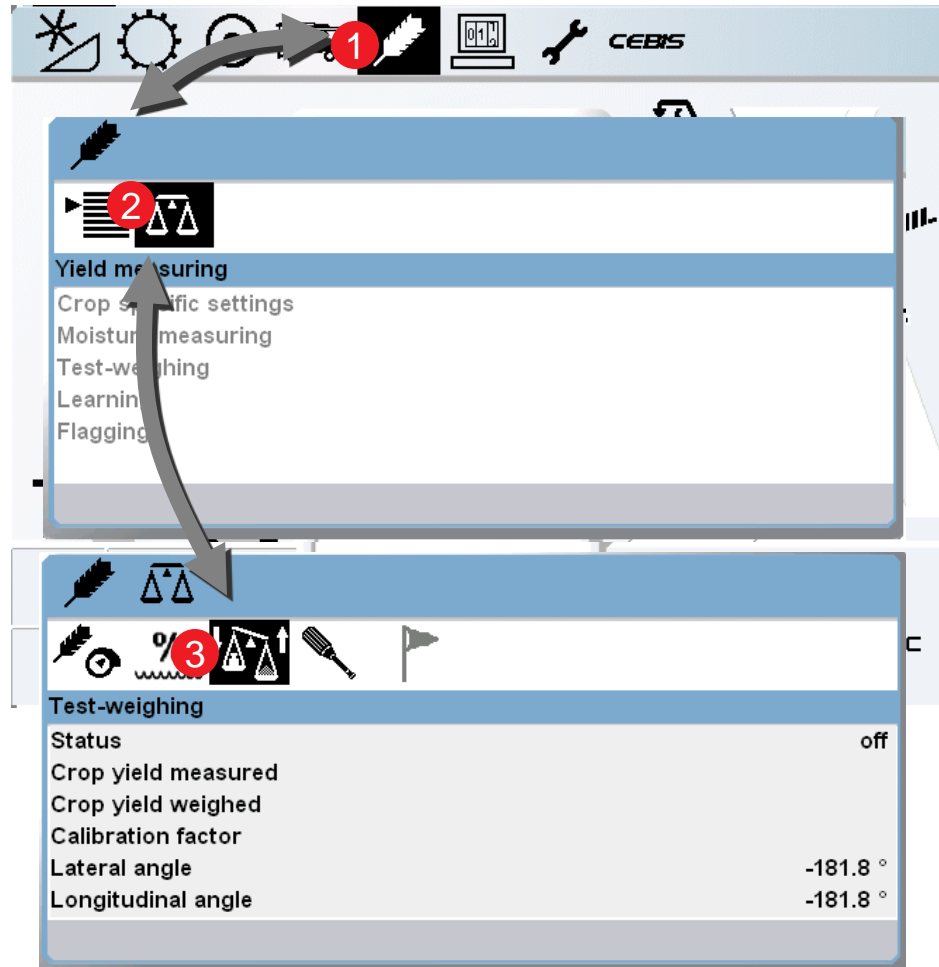 1
CEBIS
2
Yield measuring
Crop specific settings
Moisture measuring
Test-weighing
Learning
Flagging
%
3
Test-weighing
Status off
Crop yield measured
Crop yield weighed
Calibration factor
Lateral angle -181.8 °
Longitudinal angle -181.8 °